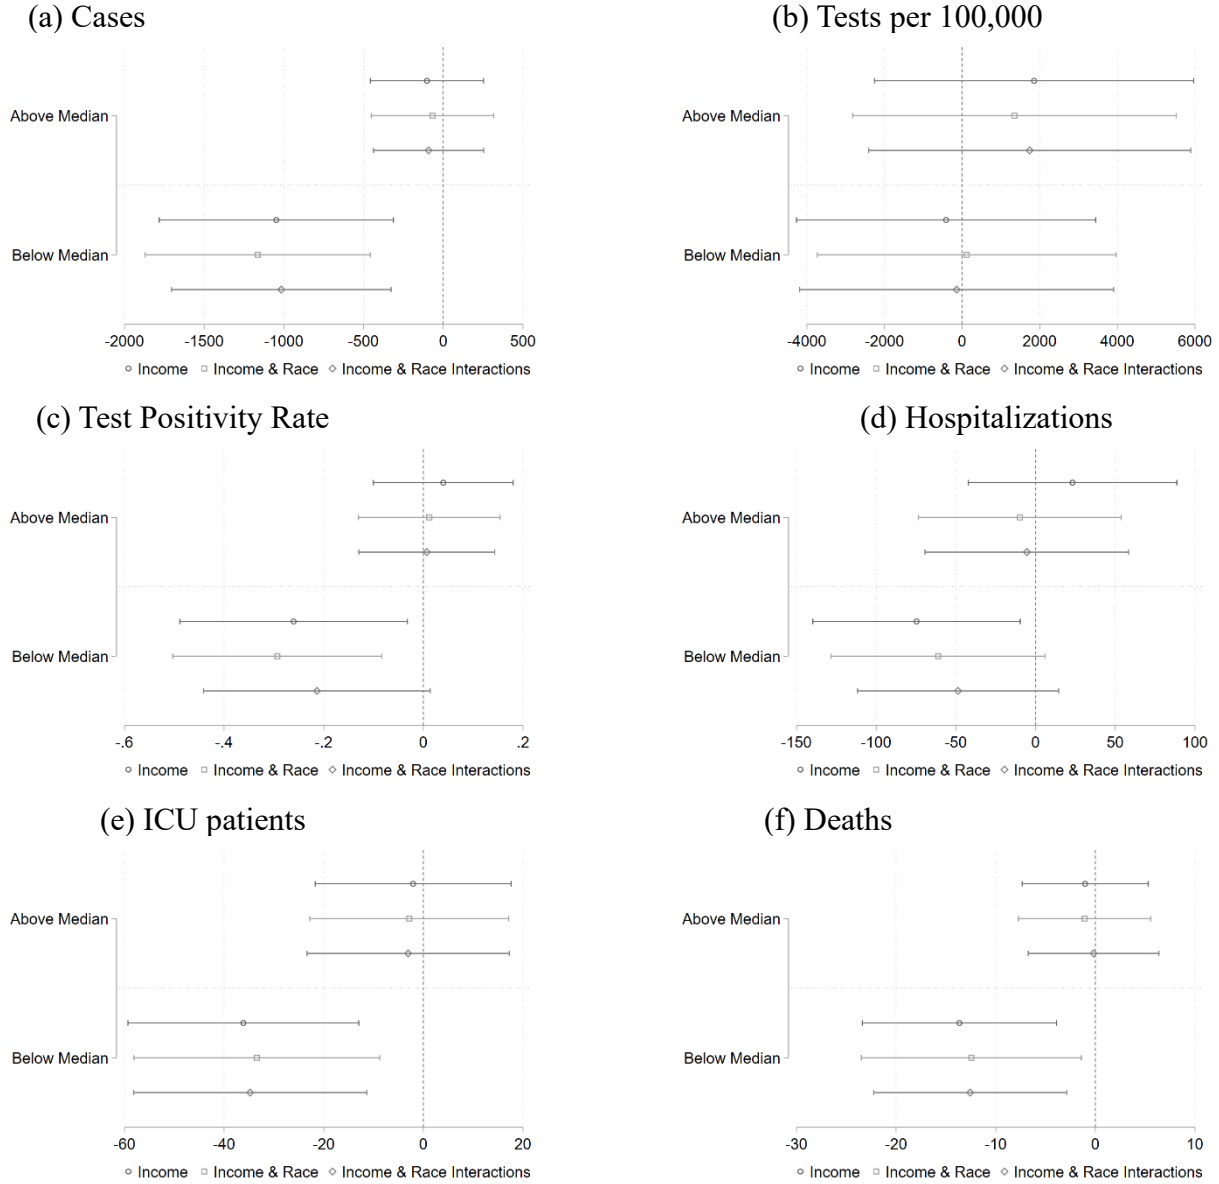 (a) Cases
Above Median
Below Median
-2000 -1500 -1000 -500 0 500
Income Income & Race Income & Race Interactions
(b) Tests per 100,000
Above Median
Below Median
-4000 -2000 0 2000 4000 6000
Income Income & Race Income & Race Interactions
(c) Test Positivity Rate
Above Median
Below Median
-.6 -.4 -.2 0 .2
Income Income & Race Income & Race Interactions
(d) Hospitalizations
Above Median
Below Median
-150 -100 -50 0 50 100
Income Income & Race Income & Race Interactions
(e) ICU patients
Above Median
Below Median
-60 -40 -20 0 20
Income Income & Race Income & Race Interactions
(f) Deaths
Above Median
Below Median
-30 -20 -10 0 10
Income Income & Race Income & Race Interactions